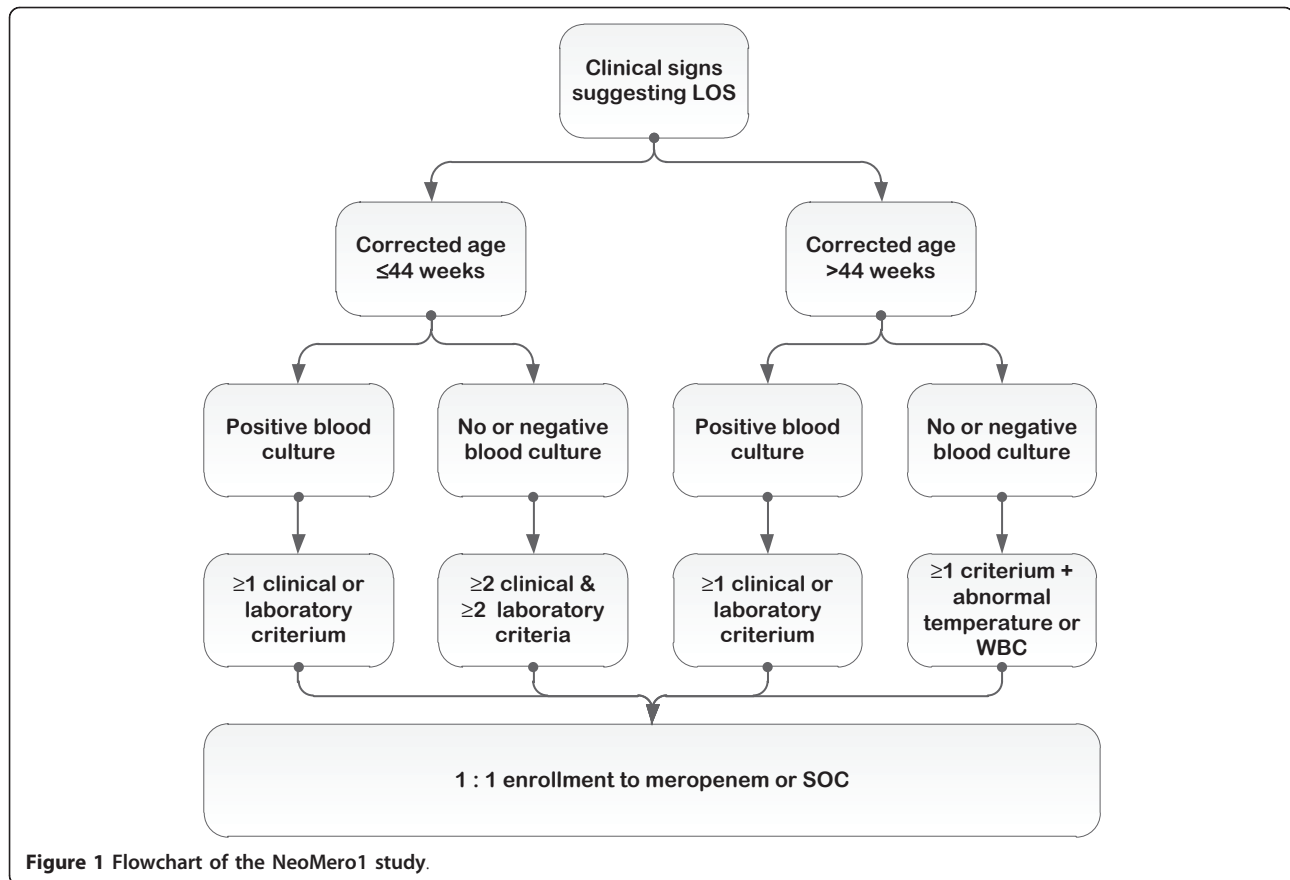 Clinical signs
suggesting LOS
Corrected age
≤44 weeks
Corrected age
>44 weeks
Positive blood
culture
No or negative
blood culture
Positive blood
culture
No or negative
blood culture
≥1 clinical or
laboratory
criterium
≥2 clinical &
≥2 laboratory
criteria
≥1 clinical or
laboratory
criterium
≥1 criterium +
abnormal
temperature or
WBC
1 : 1 enrollment to meropenem or SOC
Figure 1 Flowchart of the NeoMero1 study.